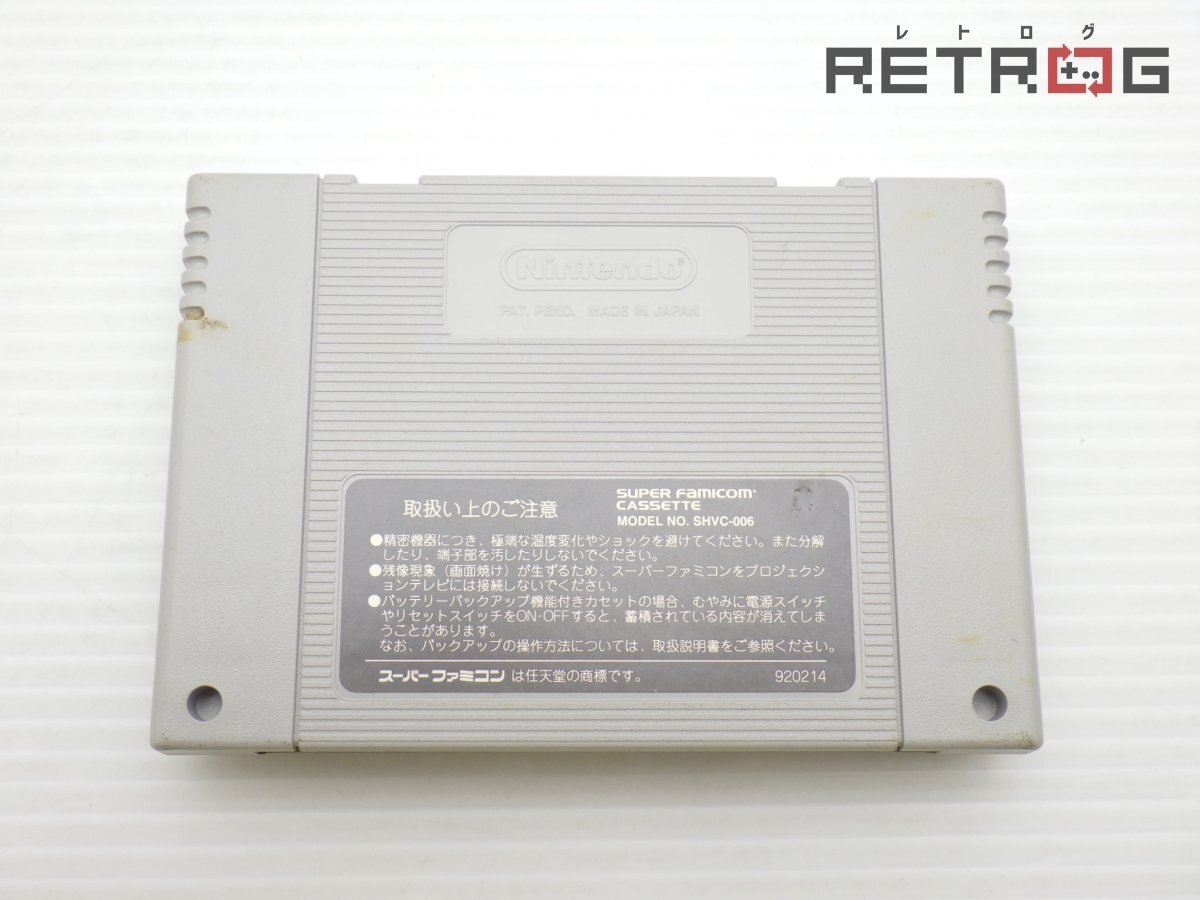 レトログ
RETROG
Nintendo®
PAT. PEND. MADE IN JAPAN
取扱い上のご注意
SUPER FAMICOM
CASSETTE
MODEL NO. SHVC-006
●精密機器につき、極端な温度変化やショックを避けてください。また分解
したり、端子部を汚したりしないでください。
●残像現象（画面焼け）が生ずるため、スーパーファミコンをプロジェクシ
ョンテレビには接続しないでください。
●バッテリーバックアップ機能付きカセットの場合、むやみに電源スイッチ
やリセットスイッチをON・OFFすると、蓄積されている内容が消えてしま
うことがあります。
なお、バックアップの操作方法については、取扱説明書をご参照ください。
スーパーファミコン は任天堂の商標です。
920214